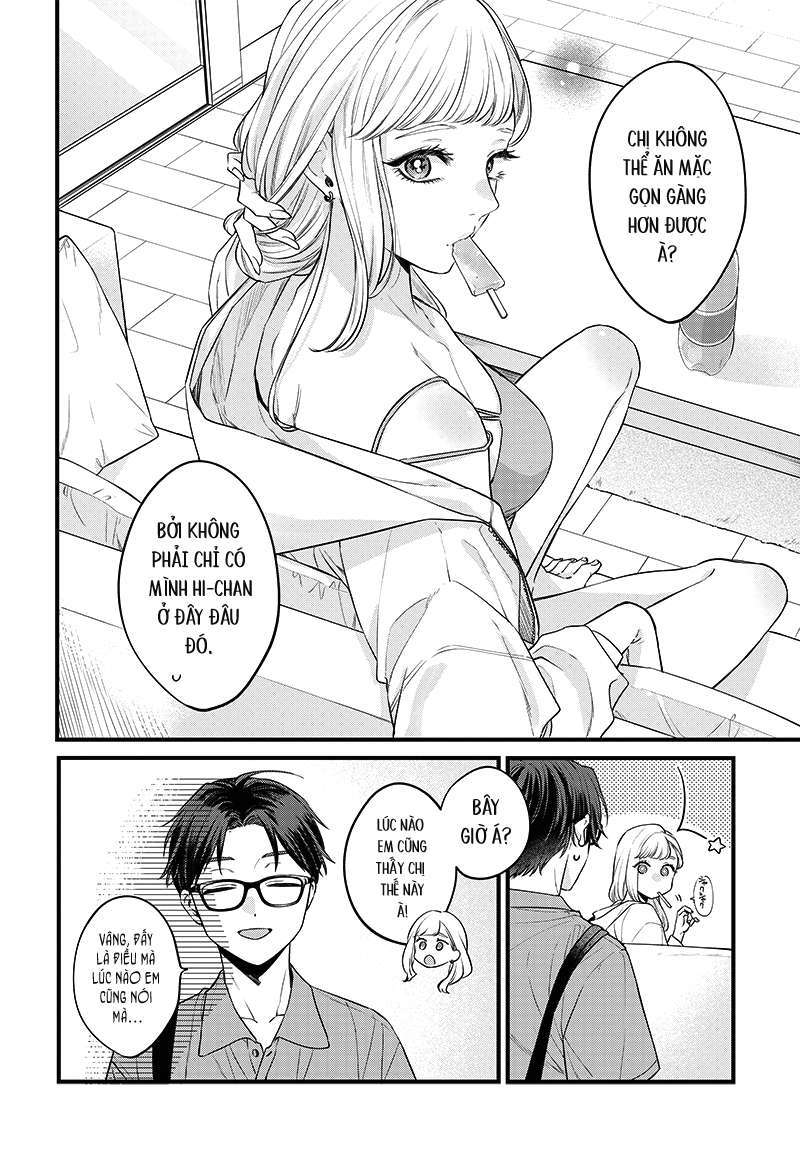 CHỊ KHÔNG
THỂ ĂN MẶC
GỌN GÀNG
HƠN ĐƯỢC
À?
BỞI KHÔNG
PHẢI CHỈ CÓ
MÌNH HI-CHAN
Ở ĐÂY ĐÂU
ĐÓ.
BÂY
GIỜ Á?
LÚC NÀO
EM CŨNG
THẤY CHỊ
THẾ NÀY
À!
VÂNG, ĐẤY
LÀ ĐIỀU MÀ
LÚC NÀO EM
CŨNG NÓI
MÀ...